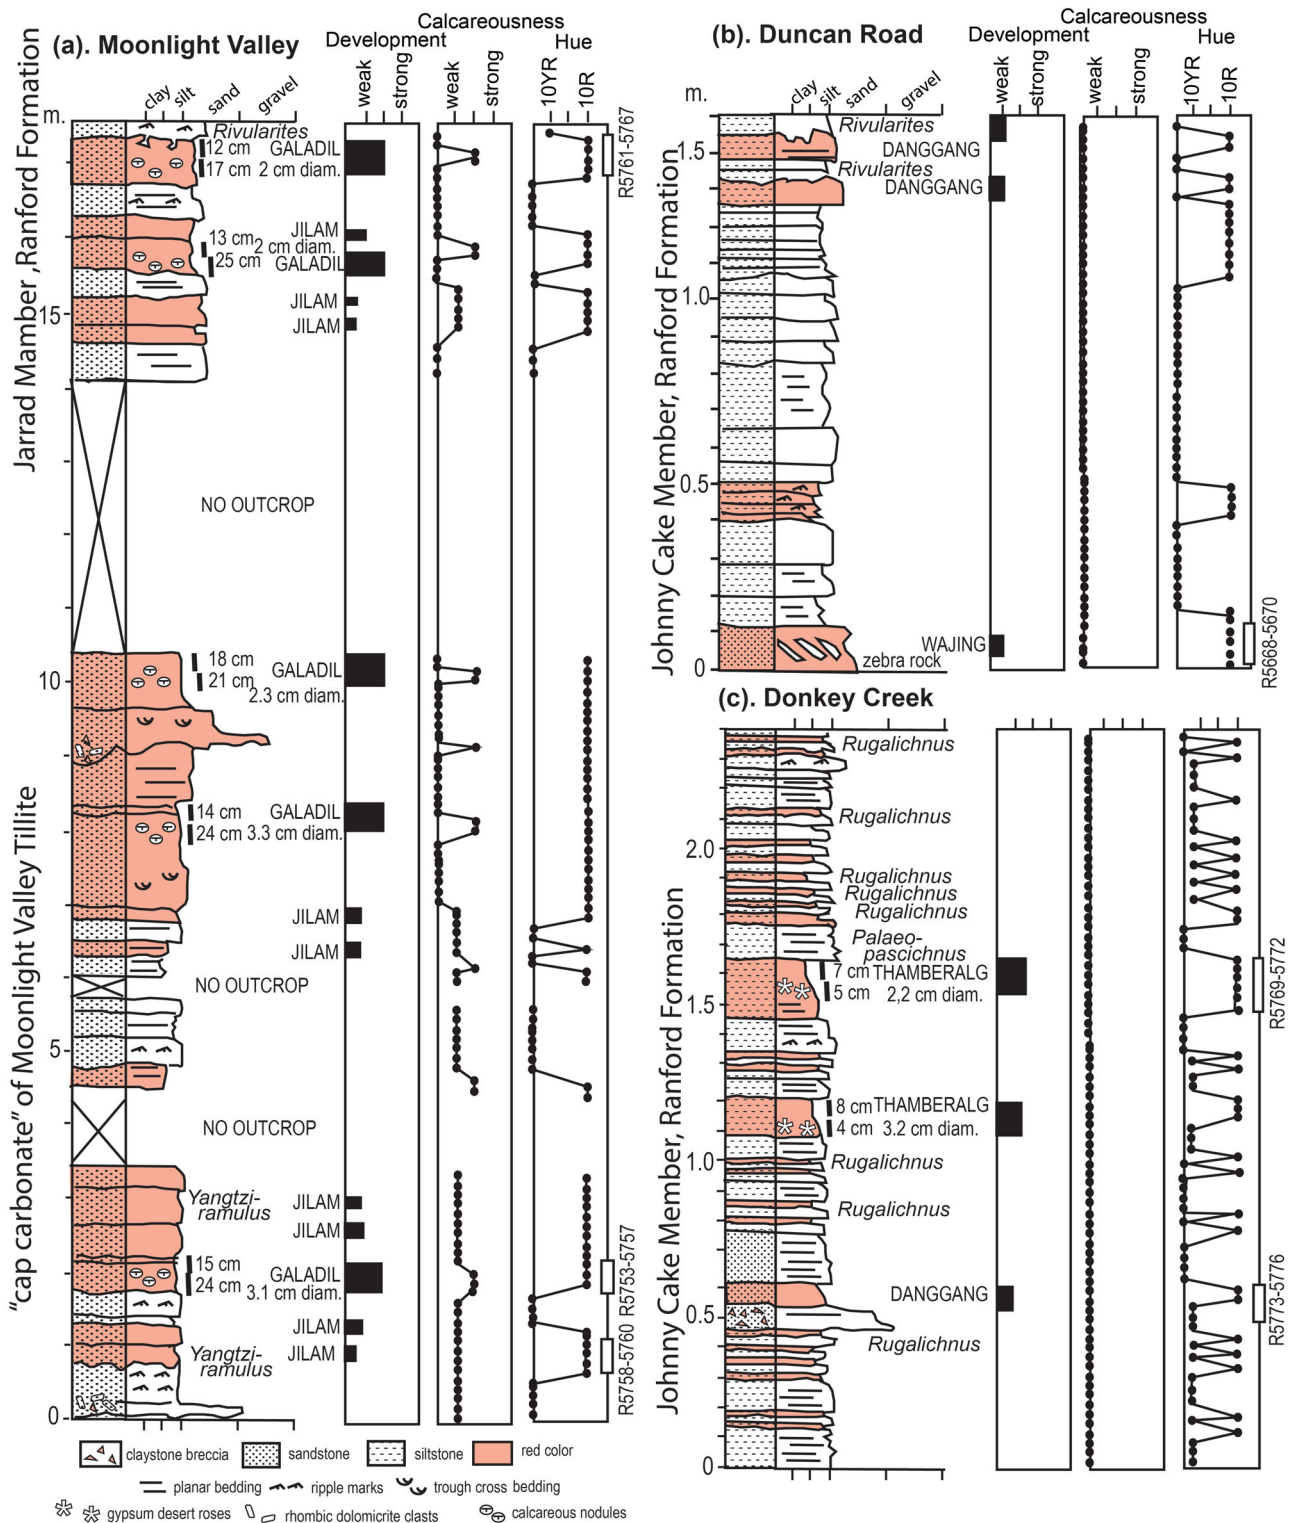 (a). Moonlight Valley
Development
Calcareousness
Hue
weak
strong
weak
strong
10YR
10R
m.
clay
silt
sand
gravel
Jarrad Mamber ,Ranford Formation
"cap carbonate" of Moonlight Valley Tillite
Rivularites
12 cm GALADIL
17 cm 2 cm diam.
R5761-5767
13 cm JILAM
2 cm diam.
25 cm GALADIL
JILAM
15
JILAM
NO OUTCROP
18 cm GALADIL
10
21 cm
2.3 cm diam.
14 cm GALADIL
24 cm 3.3 cm diam.
JILAM
JILAM
NO OUTCROP
5
NO OUTCROP
Yangtzi-
ramulus
JILAM
JILAM
15 cm
GALADIL
24 cm 3.1 cm diam.
R5753-5757
JILAM
Yangtzi-
ramulus
JILAM
R5758-5760
0
(b). Duncan Road
Development
Calcareousness
Hue
weak
strong
weak
strong
10YR
10R
m.
clay
silt
sand
gravel
Johnny Cake Member, Ranford Formation
Rivularites
1.5
DANGGANG
Rivularites
DANGGANG
1.0
0.5
WAJING
zebra rock
0
R5668-5670
(c). Donkey Creek
Johnny Cake Member, Ranford Formation
Rugalichnus
Rugalichnus
2.0
Rugalichnus
Rugalichnus
Rugalichnus
Palaeo-
pascichnus
7 cm THAMBERALG
5 cm 2,2 cm diam.
R5769-5772
1.5
8 cm THAMBERALG
4 cm 3.2 cm diam.
1.0
Rugalichnus
Rugalichnus
DANGGANG
R5773-5776
0.5
Rugalichnus
0
claystone breccia
sandstone
siltstone
red color
planar bedding
ripple marks
trough cross bedding
gypsum desert roses
rhombic dolomicrite clasts
calcareous nodules